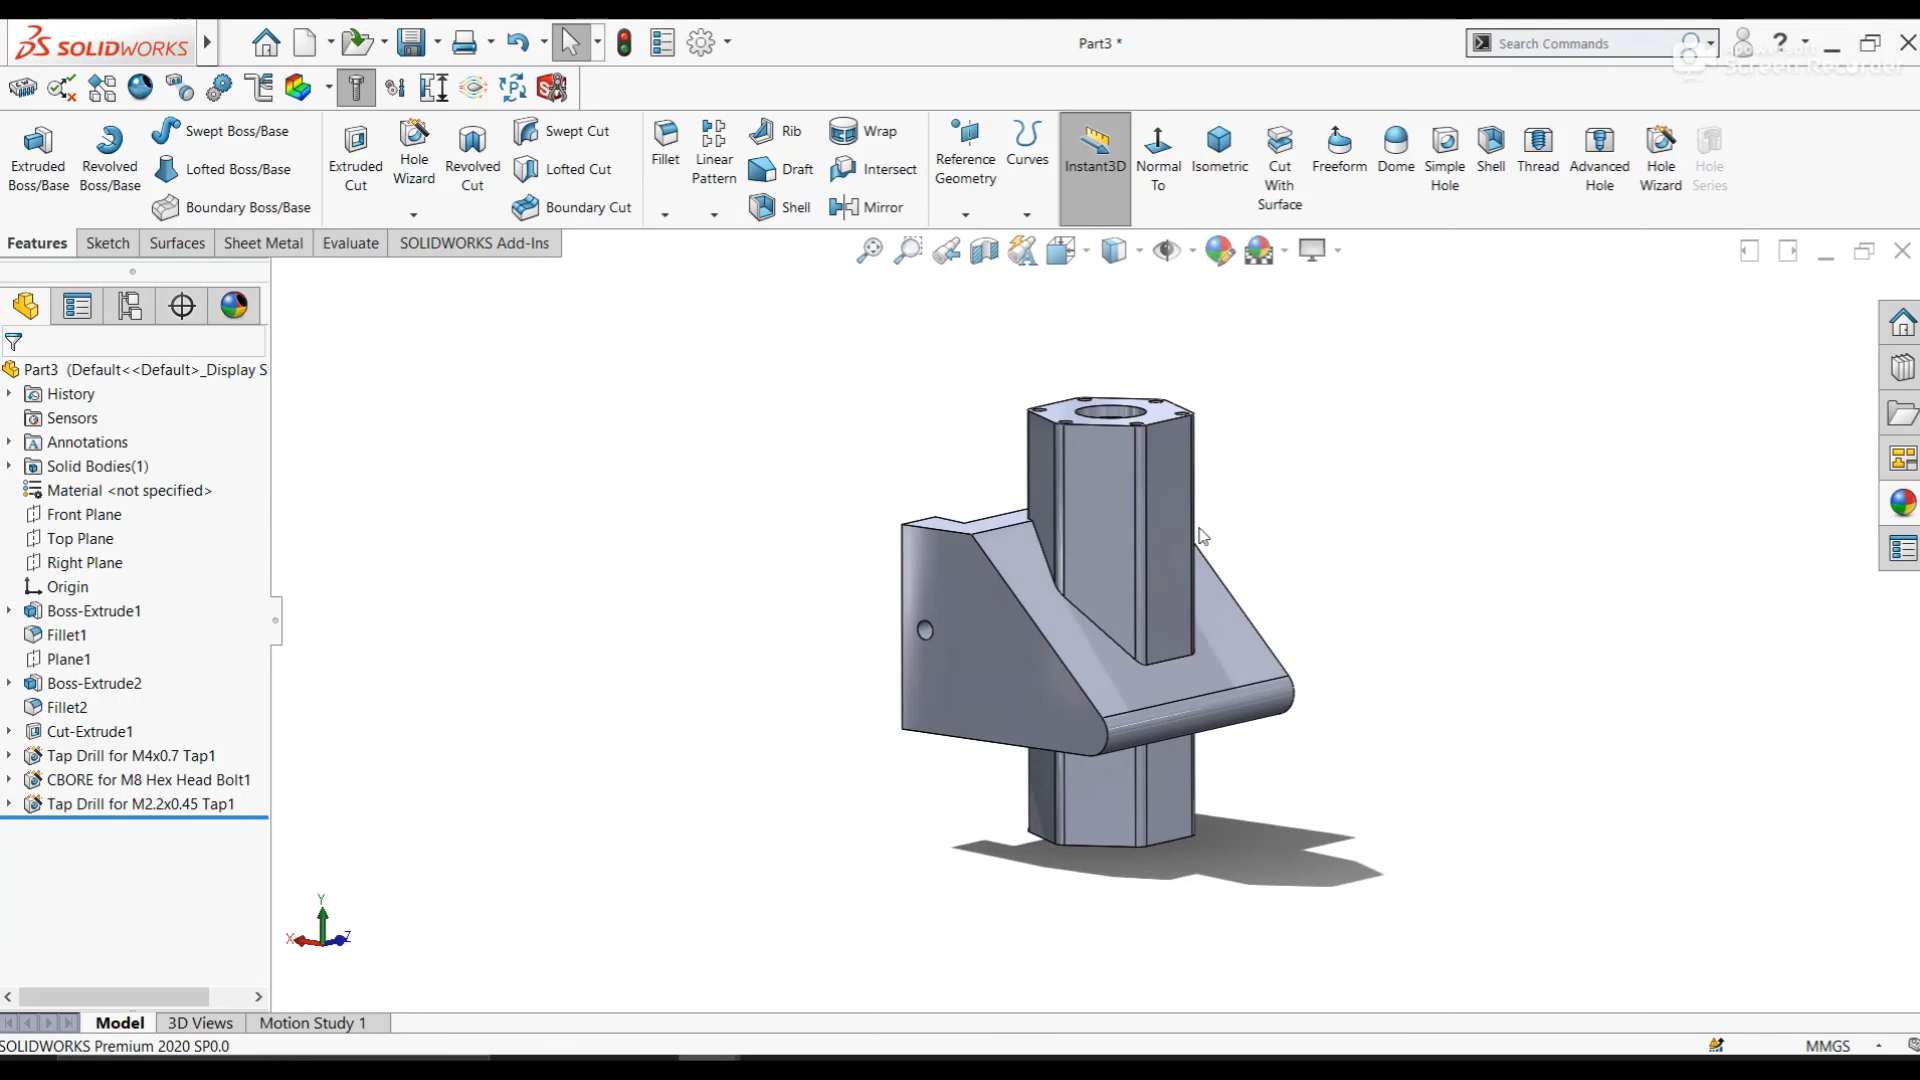 SOLIDWORKS
Part3 *
Search Commands
Apowersoft
Screen Recorder
Extruded
Boss/Base
Revolved
Boss/Base
Swept Boss/Base
Lofted Boss/Base
Boundary Boss/Base
Extruded
Cut
Hole
Wizard
Revolved
Cut
Swept Cut
Lofted Cut
Boundary Cut
Fillet
Linear
Pattern
Rib
Draft
Shell
Wrap
Intersect
Mirror
Reference
Geometry
Curves
Instant3D
Normal
To
Isometric
Cut
With
Surface
Freeform
Dome
Simple
Hole
Shell
Thread
Advanced
Hole
Hole
Wizard
Hole
Series
Features
Sketch
Surfaces
Sheet Metal
Evaluate
SOLIDWORKS Add-Ins
Part3 (Default<<Default>_Display S
History
Sensors
Annotations
Solid Bodies(1)
Material <not specified>
Front Plane
Top Plane
Right Plane
Origin
Boss-Extrude1
Fillet1
Plane1
Boss-Extrude2
Fillet2
Cut-Extrude1
Tap Drill for M4x0.7 Tap1
CBORE for M8 Hex Head Bolt1
Tap Drill for M2.2x0.45 Tap1
Y
X
Z
Model
3D Views
Motion Study 1
SOLIDWORKS Premium 2020 SP0.0
MMGS